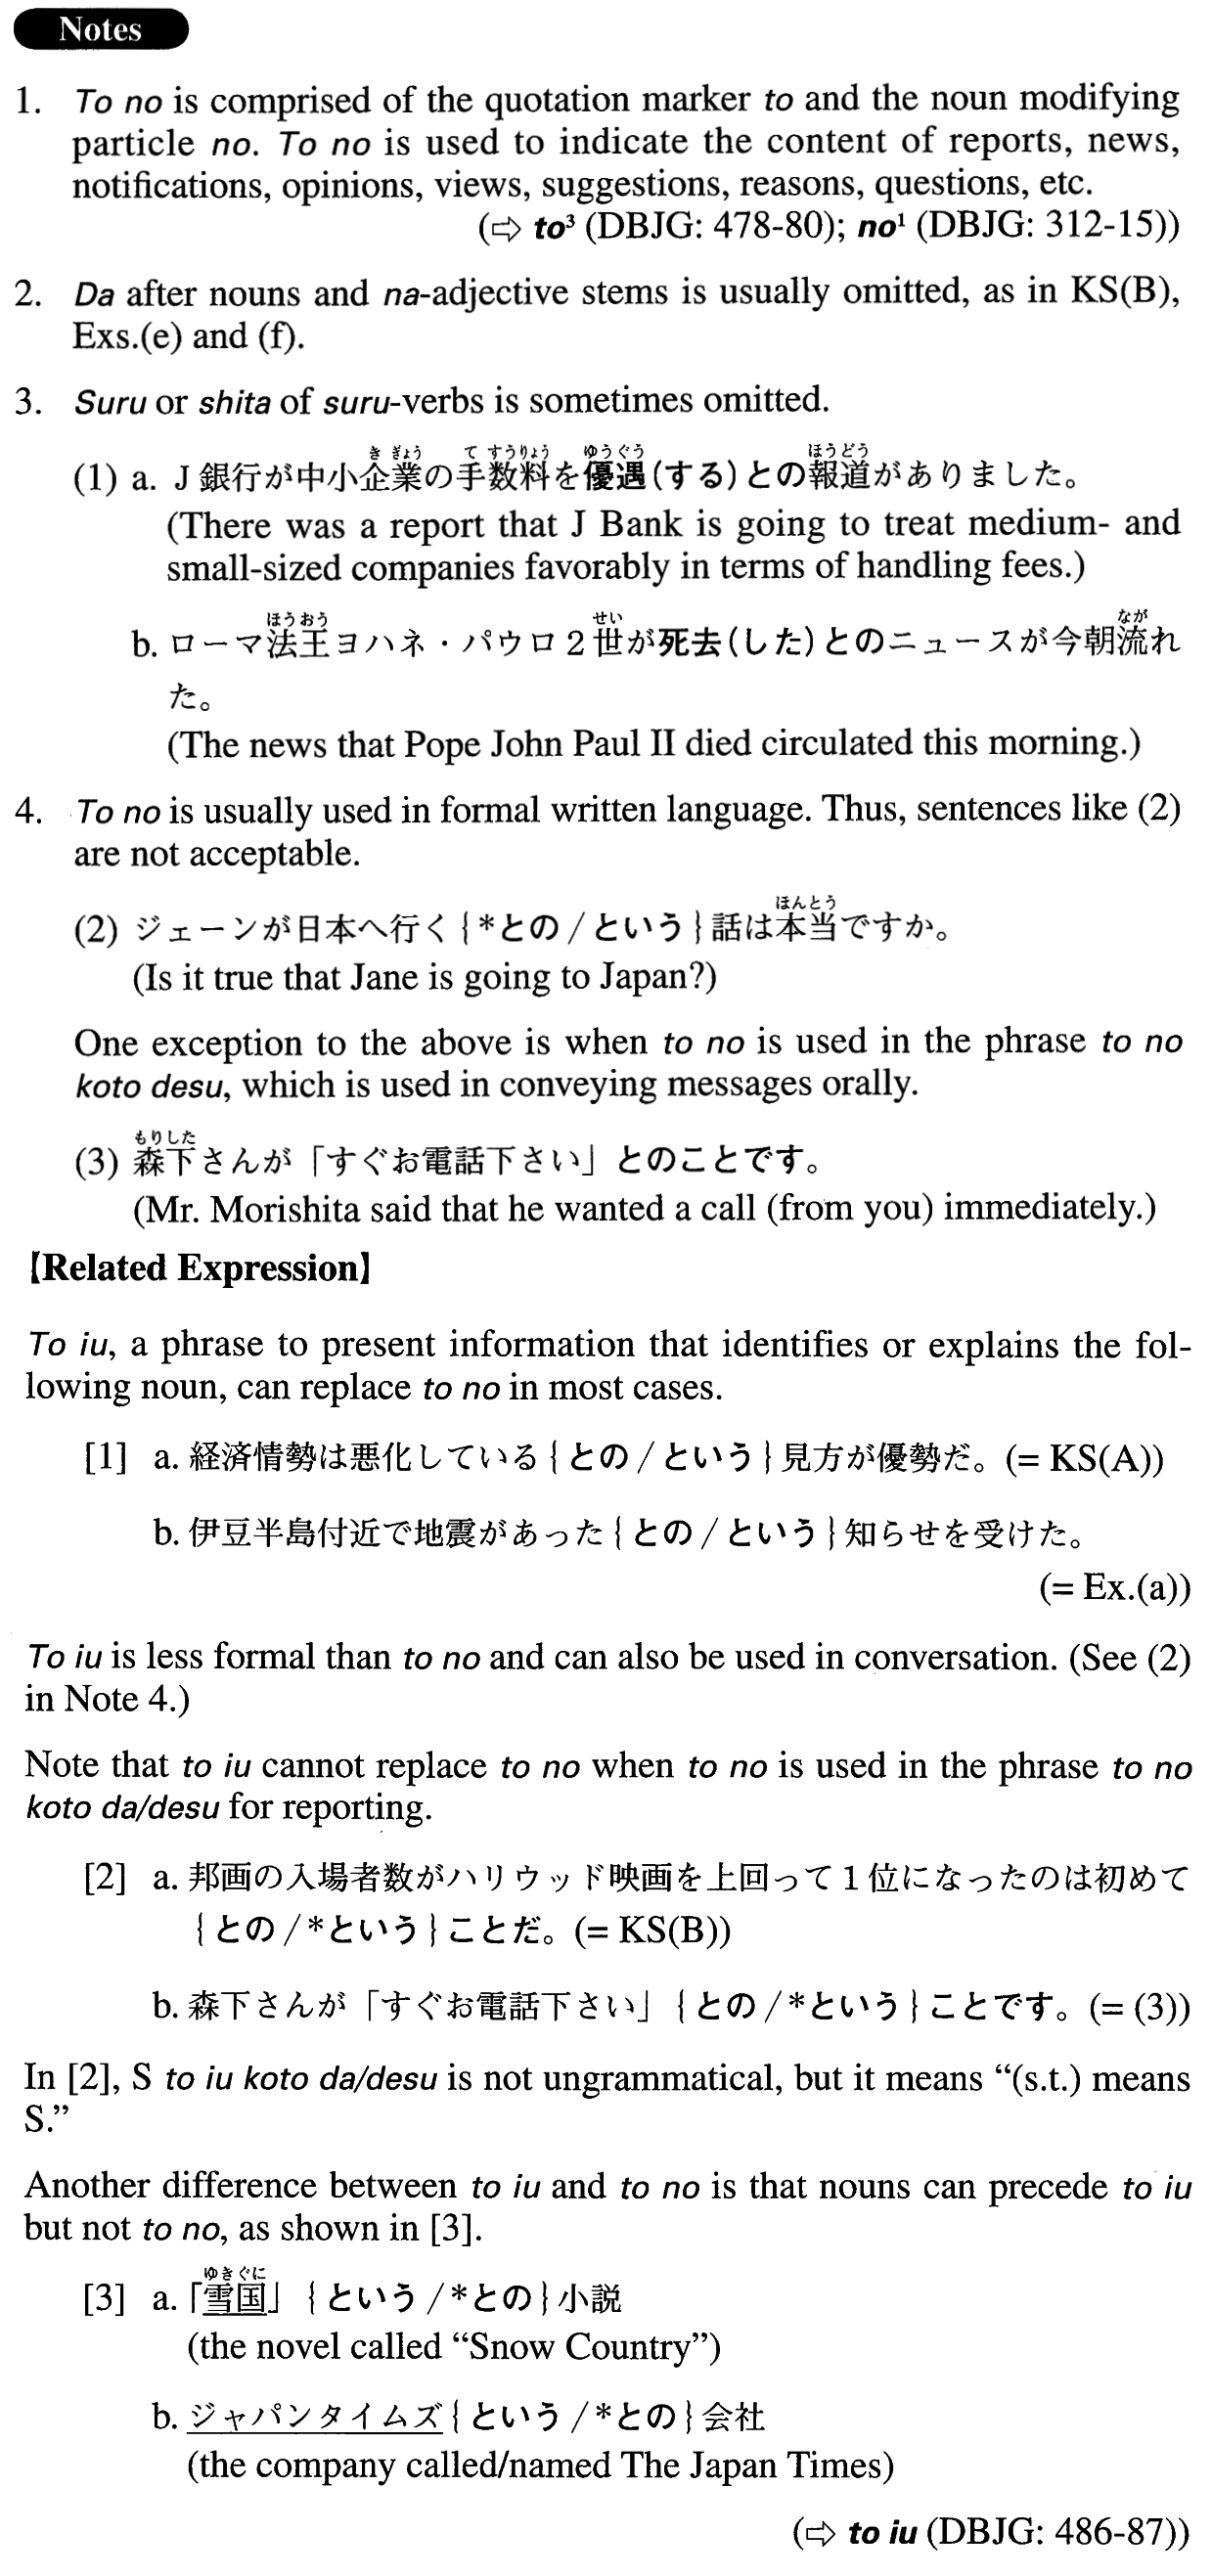 Notes
1. To no is comprised of the quotation marker to and the noun modifying
particle no. To no is used to indicate the content of reports, news,
notifications, opinions, views, suggestions, reasons, questions, etc.
(⇨ to³ (DBJG: 478-80); no¹ (DBJG: 312-15))
2. Da after nouns and na-adjective stems is usually omitted, as in KS(B),
Exs.(e) and (f).
3. Suru or shita of suru-verbs is sometimes omitted.
きぎょう てすうりょう ゆうぐう ほうどう
(1) a. J銀行が中小企業の手数料を優遇(する)との報道がありました。
(There was a report that J Bank is going to treat medium- and
small-sized companies favorably in terms of handling fees.)
ほうおう せい なが
b. ローマ法王ヨハネ・パウロ2世が死去(した)とのニュースが今朝流れ
た。
(The news that Pope John Paul II died circulated this morning.)
4. To no is usually used in formal written language. Thus, sentences like (2)
are not acceptable.
ほんとう
(2) ジェーンが日本へ行く{*との/という}話は本当ですか。
(Is it true that Jane is going to Japan?)
One exception to the above is when to no is used in the phrase to no
koto desu, which is used in conveying messages orally.
もりした
(3) 森下さんが「すぐお電話下さい」とのことです。
(Mr. Morishita said that he wanted a call (from you) immediately.)
【Related Expression】
To iu, a phrase to present information that identifies or explains the fol-
lowing noun, can replace to no in most cases.
[1] a. 経済情勢は悪化している{との/という}見方が優勢だ。(= KS(A))
b. 伊豆半島付近で地震があった{との/という}知らせを受けた。
(= Ex.(a))
To iu is less formal than to no and can also be used in conversation. (See (2)
in Note 4.)
Note that to iu cannot replace to no when to no is used in the phrase to no
koto da/desu for reporting.
[2] a. 邦画の入場者数がハリウッド映画を上回って1位になったのは初めて
{との/*という}ことだ。(= KS(B))
b. 森下さんが「すぐお電話下さい」{との/*という}ことです。(= (3))
In [2], S to iu koto da/desu is not ungrammatical, but it means “(s.t.) means
S.”
Another difference between to iu and to no is that nouns can precede to iu
but not to no, as shown in [3].
ゆきぐに
[3] a. 「雪国」{という/*との}小説
(the novel called “Snow Country”)
b. ジャパンタイムズ{という/*との}会社
(the company called/named The Japan Times)
(⇨ to iu (DBJG: 486-87))